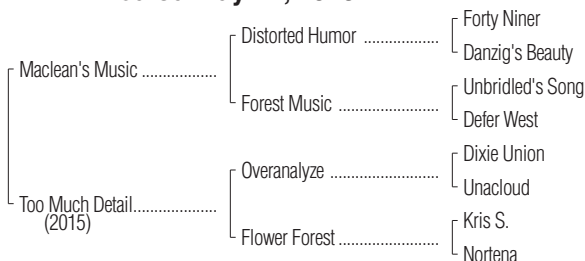 Forty Niner
Distorted Humor
Danzig's Beauty
Maclean's Music
Unbridled's Song
Forest Music
Defer West
Dixie Union
Overanalyze
Unacloud
Too Much Detail
(2015)
Kris S.
Flower Forest
Nortena